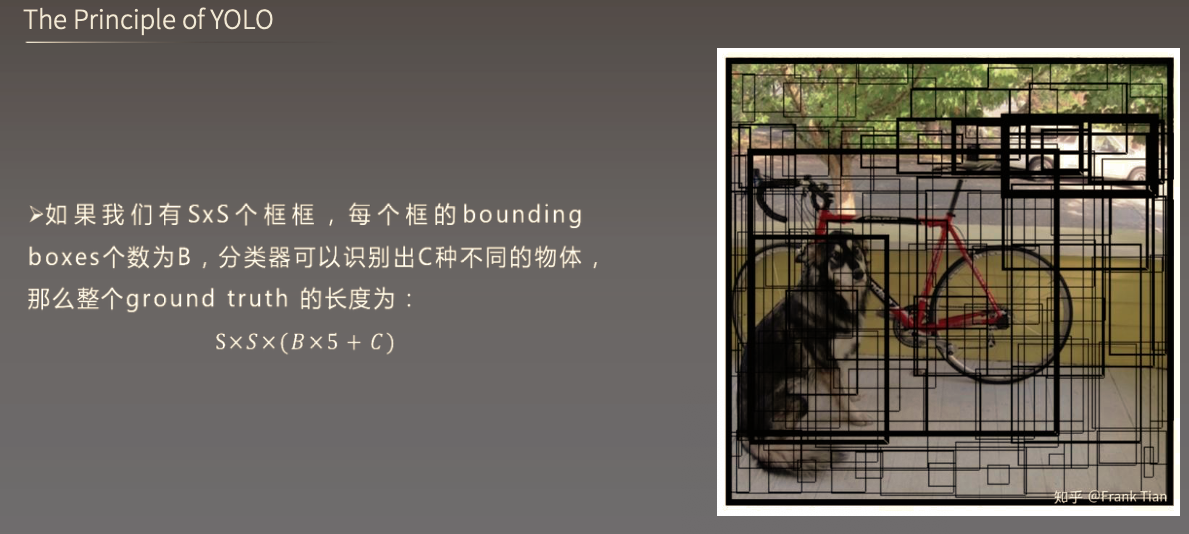 The Principle of YOLO
➢如果我们有SxS个框框，每个框的bounding
boxes个数为B，分类器可以识别出C种不同的物体，
那么整个ground truth 的长度为：
S×S×(B×5 + C)
知乎 @Frank Tian